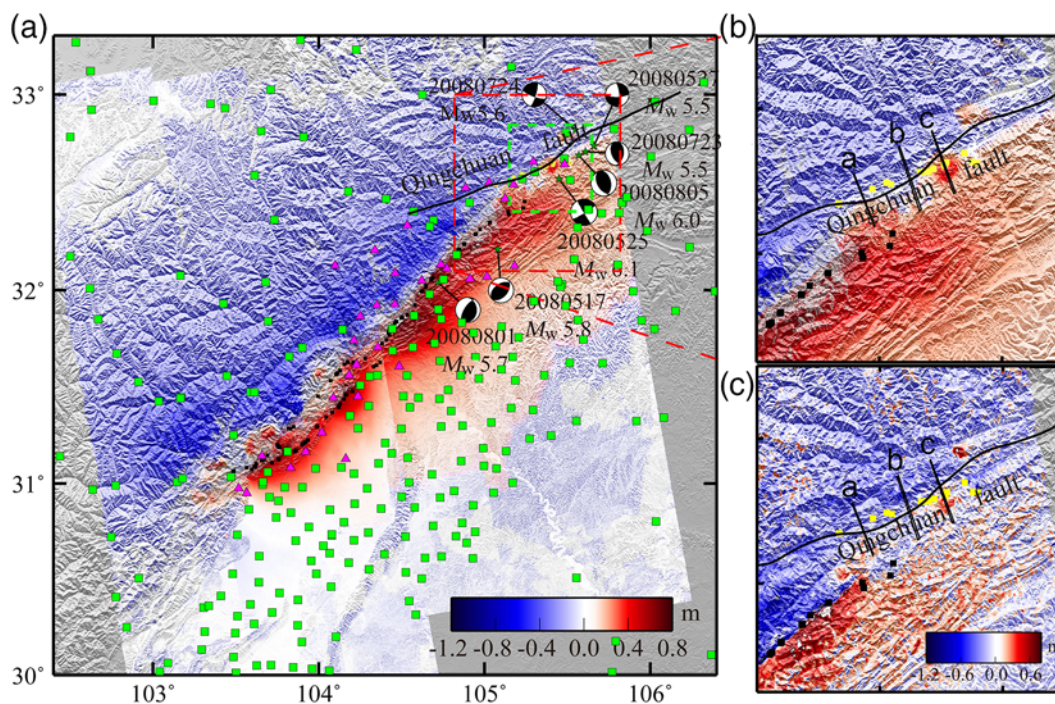 (a)
33°
32°
31°
30°
103°
104°
105°
106°
20080724
Mw 5.6
20080527
Mw 5.5
20080723
Mw 5.5
20080805
Mw 6.0
20080525
Mw 6.1
20080517
Mw 5.8
20080801
Mw 5.7
Qingchuan fault
m
-1.2 -0.8 -0.4 0.0 0.4 0.8
(b)
a
b
c
Qingchuan fault
(c)
a
b
c
Qingchuan fault
-1.2 -0.6 0.0 0.6